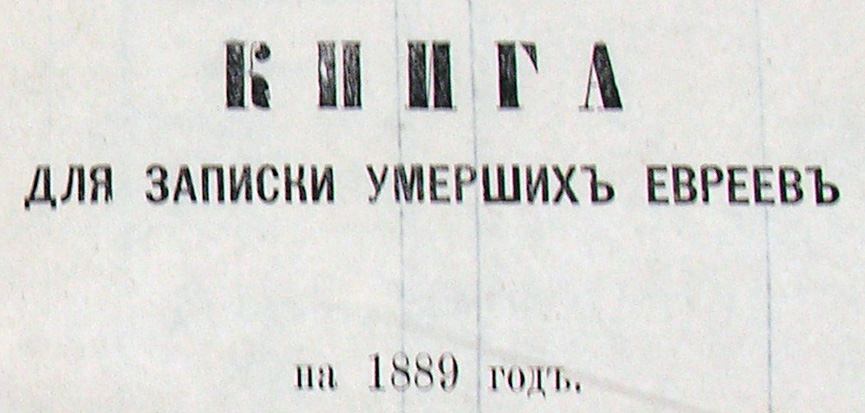 КНИГА
ДЛЯ ЗАПИСКИ УМЕРШИХЪ ЕВРЕЕВЪ
на 1889 годъ.